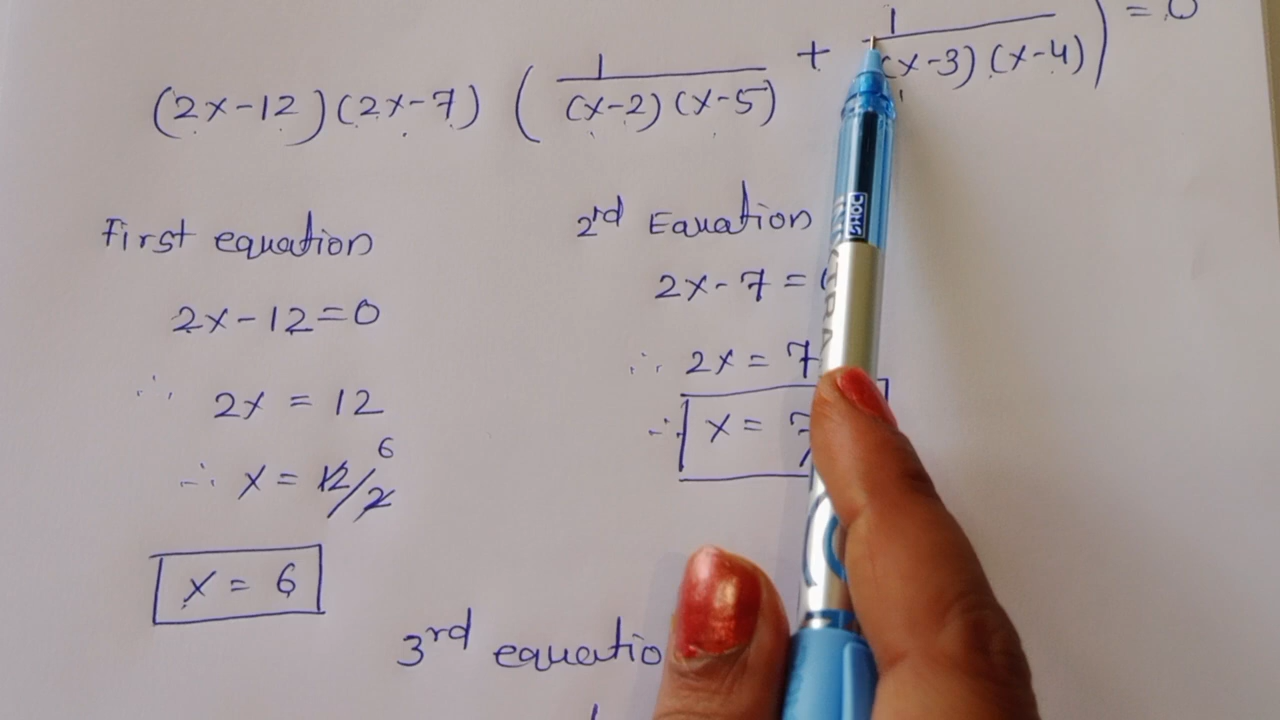 (2x-12)(2x-7) ( 1/((x-2)(x-5)) + 1/((x-3)(x-4)) ) = 0
First equation
2x-12=0
∴ 2x = 12
∴ x = 12/2 6
x = 6
2nd Equation
2x-7=
∴ 2x = 7
∴ x = 7
3rd equatio